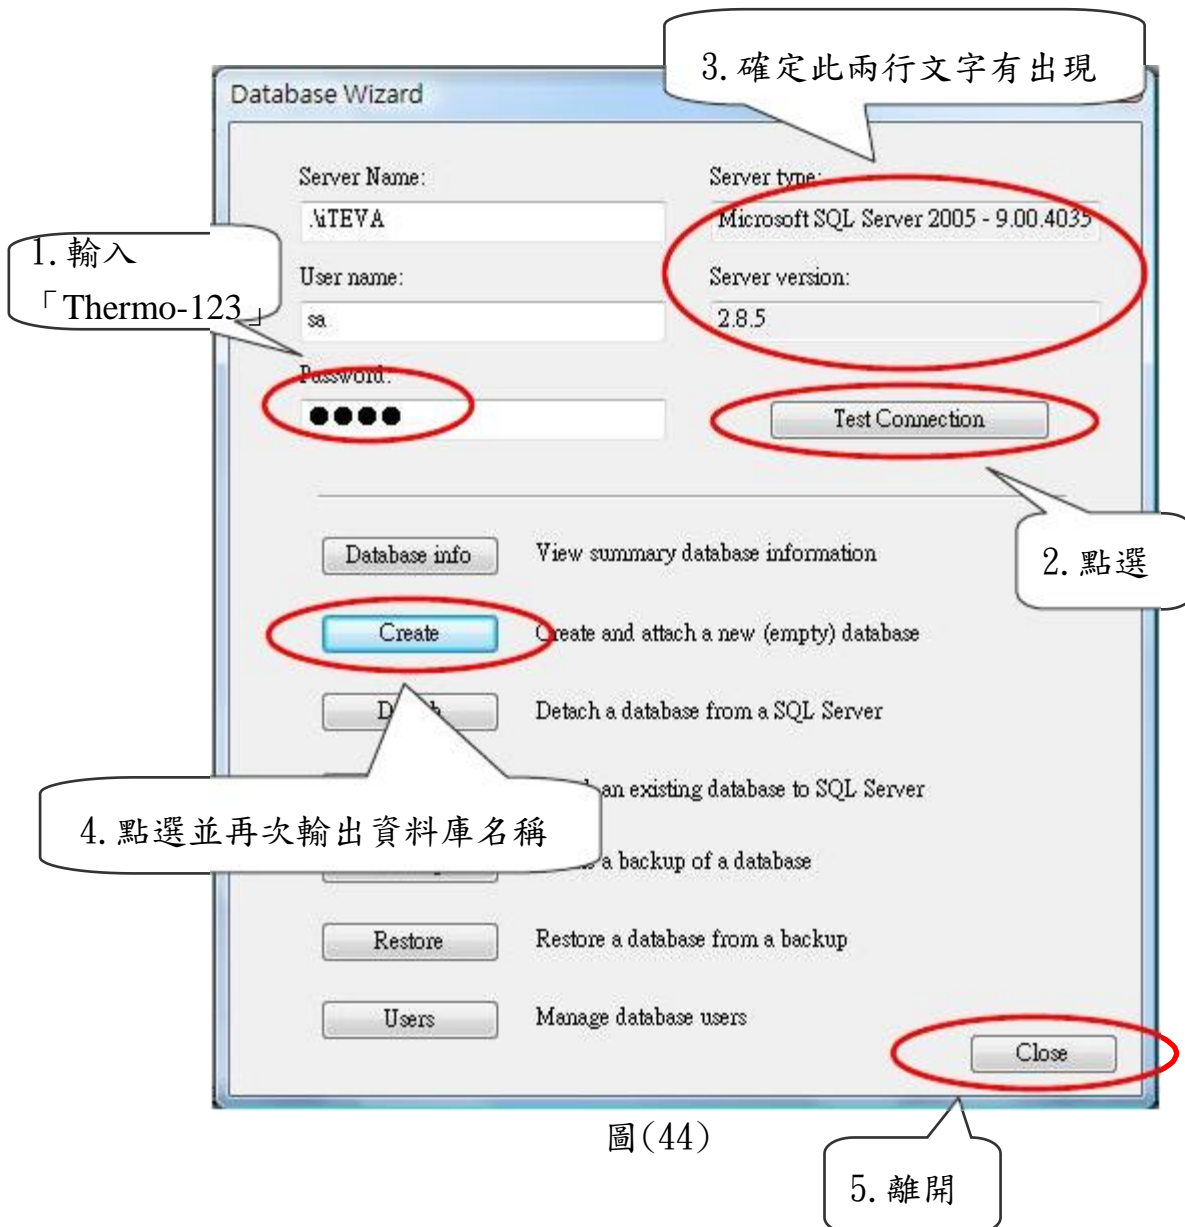 3.確定此兩行文字有出現
Database Wizard
Server Name:
Server type:
.\iTEVA
Microsoft SQL Server 2005 - 9.00.4035
1.輸入
「Thermo-123」
User name:
Server version:
sa
2.8.5
Password:
●●●●
Test Connection
2.點選
Database info
View summary database information
Create
Create and attach a new (empty) database
Detach a database from a SQL Server
an existing database to SQL Server
4.點選並再次輸出資料庫名稱
a backup of a database
Restore
Restore a database from a backup
Users
Manage database users
Close
圖(44)
5.離開